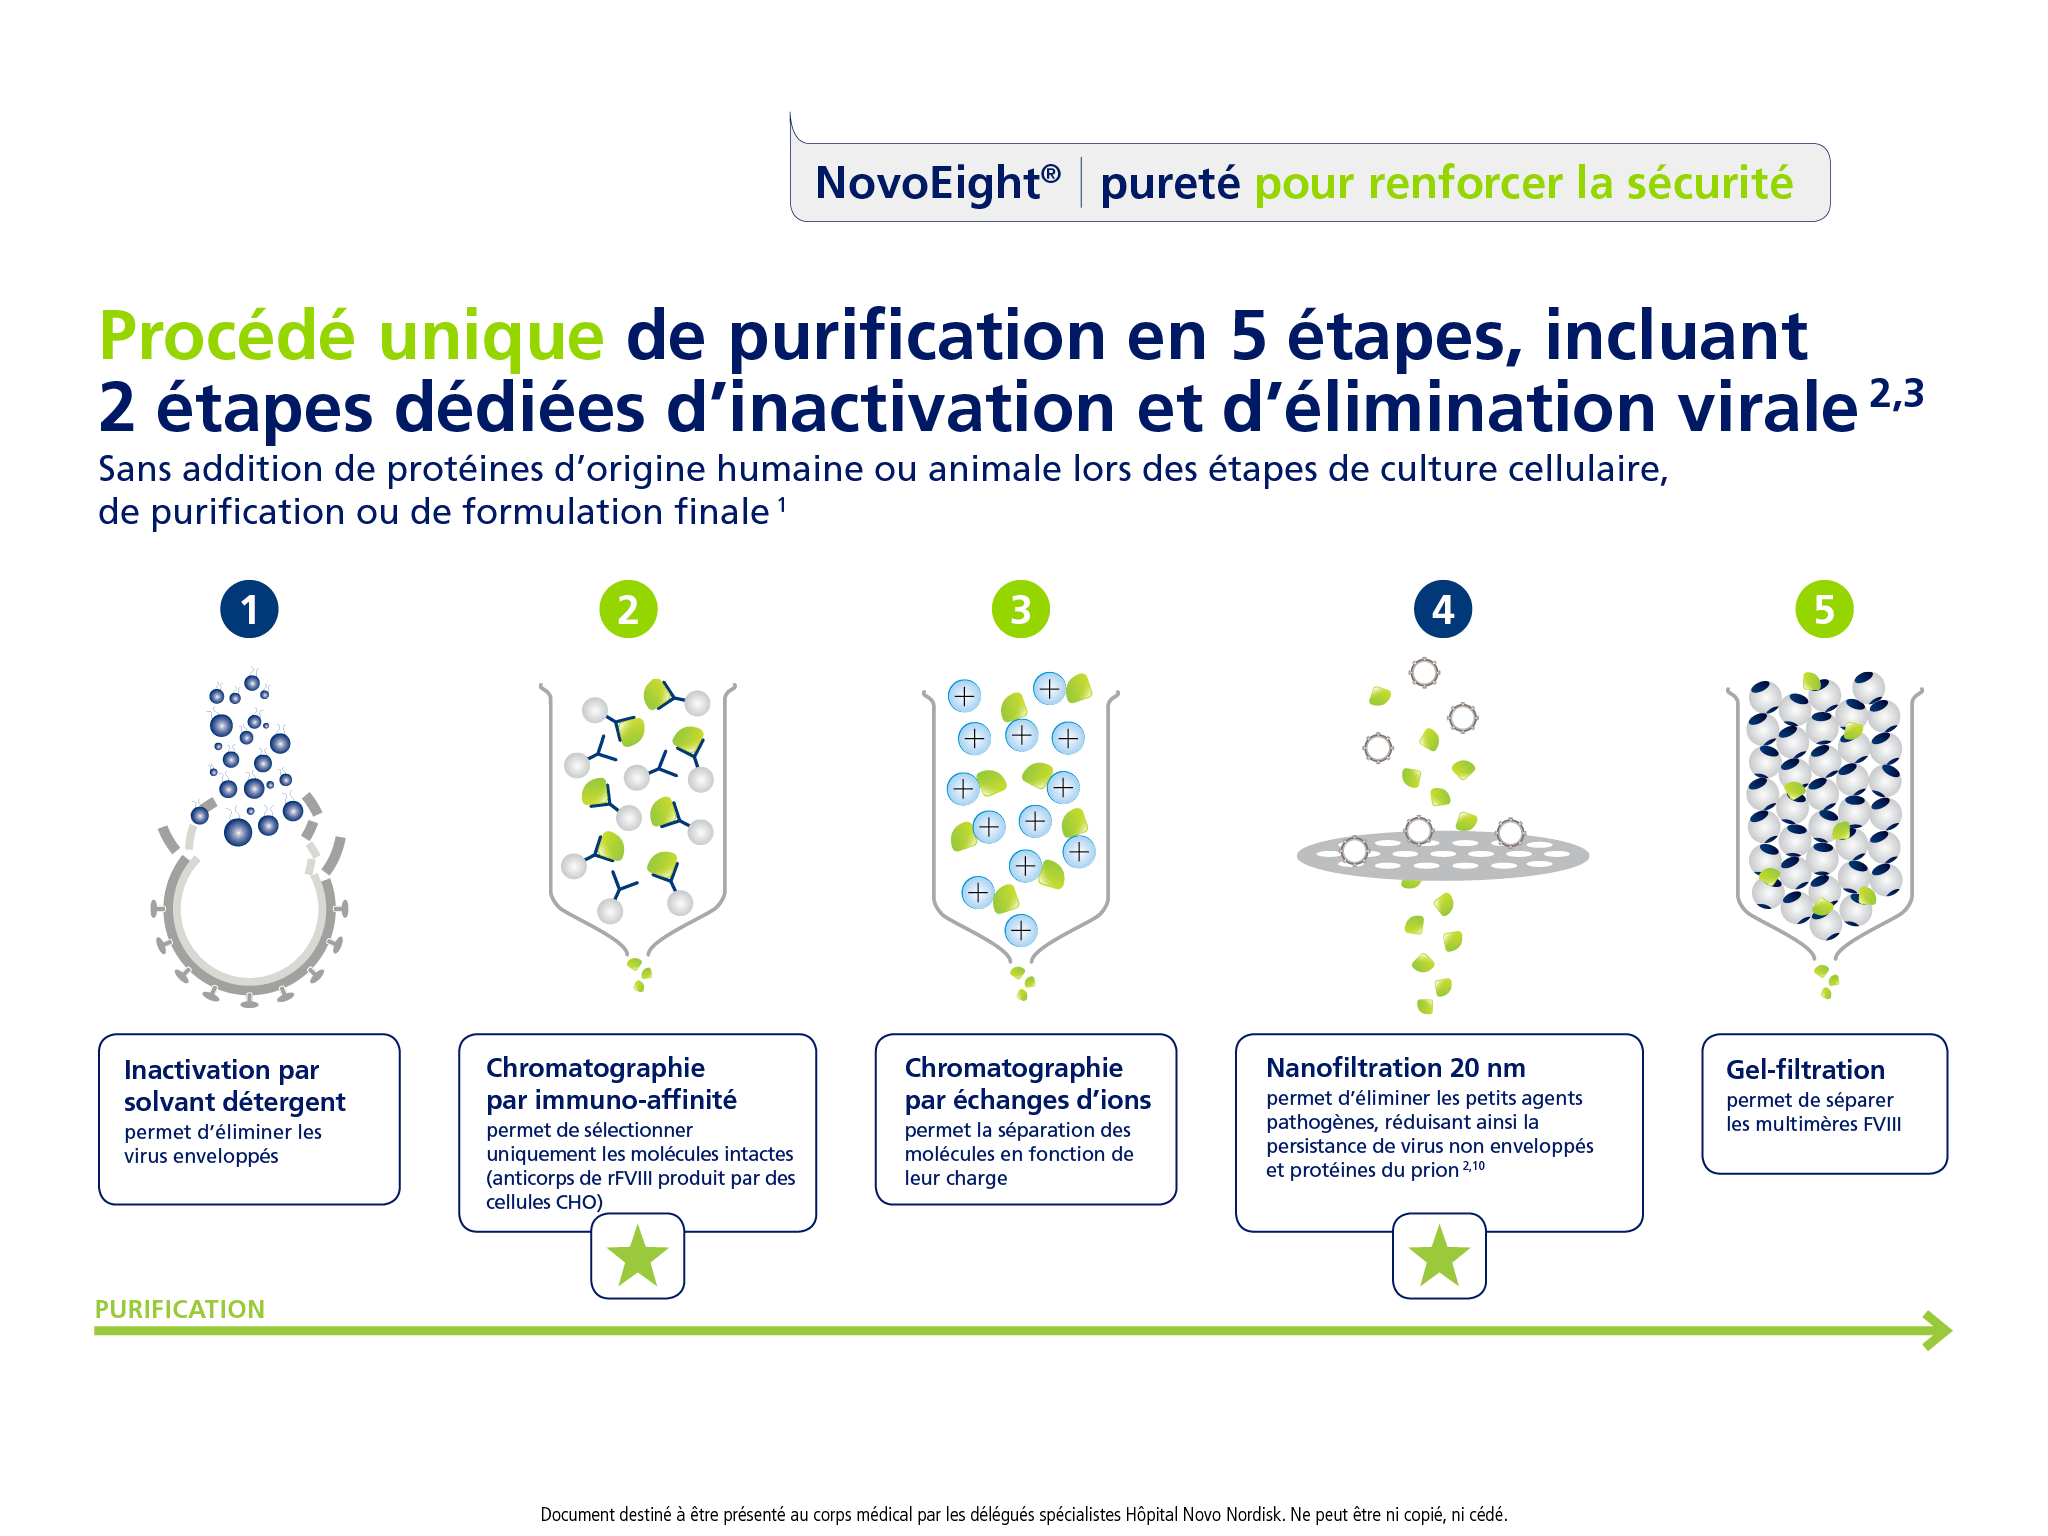 NovoEight® | pureté pour renforcer la sécurité
Procédé unique de purification en 5 étapes, incluant
2 étapes dédiées d’inactivation et d’élimination virale 2,3
Sans addition de protéines d’origine humaine ou animale lors des étapes de culture cellulaire,
de purification ou de formulation finale 1
1
2
3
4
5
Inactivation par
solvant détergent
permet d’éliminer les
virus enveloppés
Chromatographie
par immuno-affinité
permet de sélectionner
uniquement les molécules intactes
(anticorps de rFVIII produit par des
cellules CHO)
Chromatographie
par échanges d’ions
permet la séparation des
molécules en fonction de
leur charge
Nanofiltration 20 nm
permet d’éliminer les petits agents
pathogènes, réduisant ainsi la
persistance de virus non enveloppés
et protéines du prion 2,10
Gel-filtration
permet de séparer
les multimères FVIII
PURIFICATION
Document destiné à être présenté au corps médical par les délégués spécialistes Hôpital Novo Nordisk. Ne peut être ni copié, ni cédé.